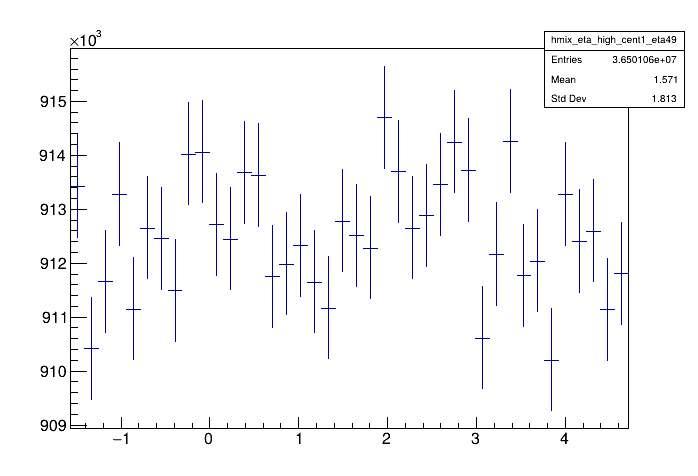 ×10³
hmix_eta_high_cent1_eta49
Entries 3.650106e+07
Mean 1.571
Std Dev 1.813
915
914
913
912
911
910
909
−1 0 1 2 3 4